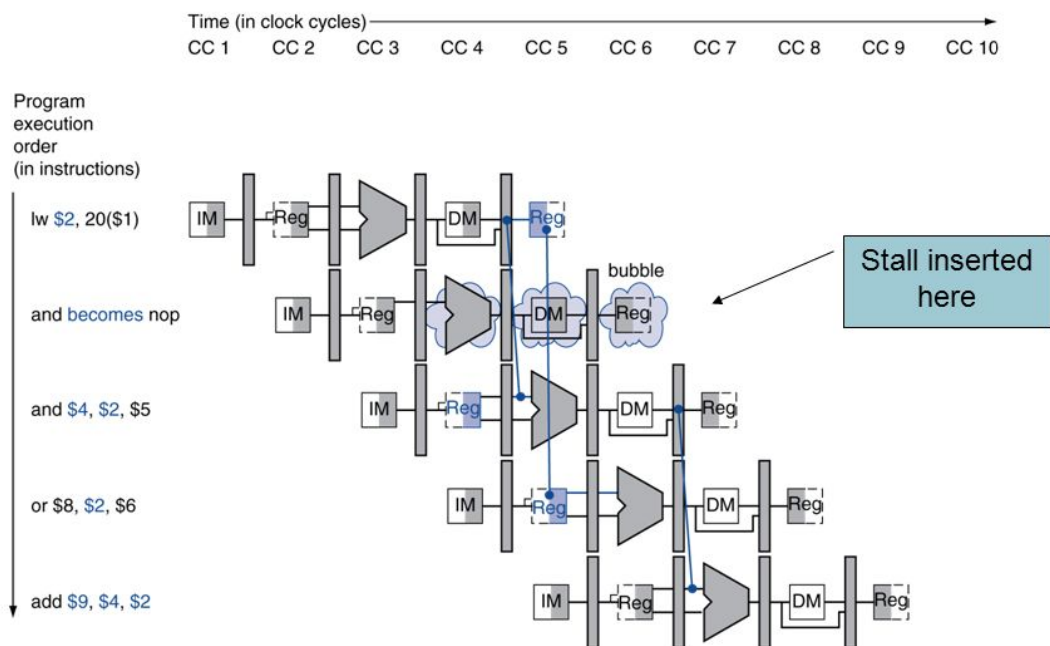 Time (in clock cycles)
CC 1 CC 2 CC 3 CC 4 CC 5 CC 6 CC 7 CC 8 CC 9 CC 10
Program
execution
order
(in instructions)
lw $2, 20($1)
IM Reg DM Reg
bubble
Stall inserted
here
and becomes nop
IM Reg DM Reg
and $4, $2, $5
IM Reg DM Reg
or $8, $2, $6
IM Reg DM Reg
add $9, $4, $2
IM Reg DM Reg